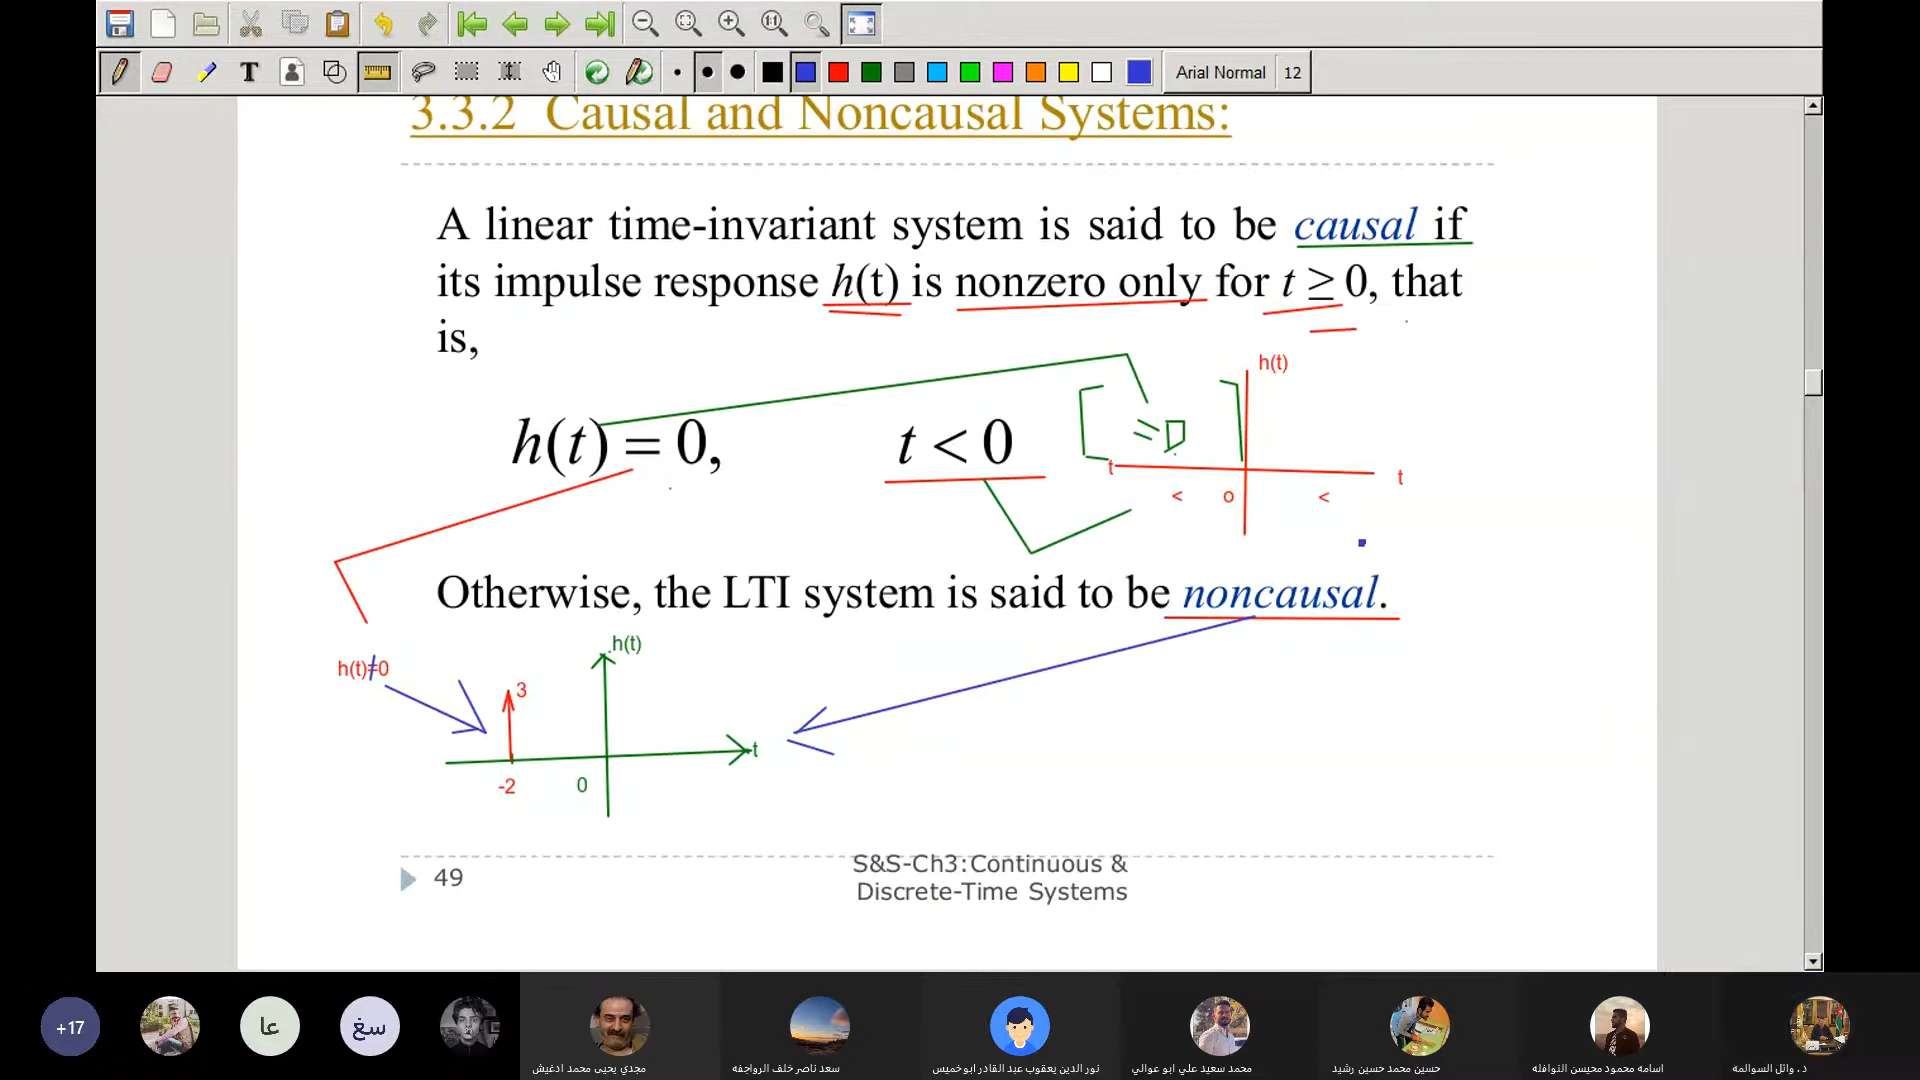 Arial Normal 12
3.3.2 Causal and Noncausal Systems:
A linear time-invariant system is said to be causal if
its impulse response h(t) is nonzero only for t ≥ 0, that
is,
h(t)
h(t) = 0, t < 0
=0
t t
< o <
Otherwise, the LTI system is said to be noncausal.
h(t)
h(t)≠0
3
t
-2 0
49
S&S-Ch3:Continuous &
Discrete-Time Systems
+17
عا
سغ
مجدي يحيى محمد ادغيش
سعد ناصر خلف الرواجفه
نور الدين يعقوب عبد القادر ابوخميس
محمد سعيد علي ابو عوالي
حسين محمد حسين رشيد
اسامه محمود محيسن النوافله
د . وائل السوالمه